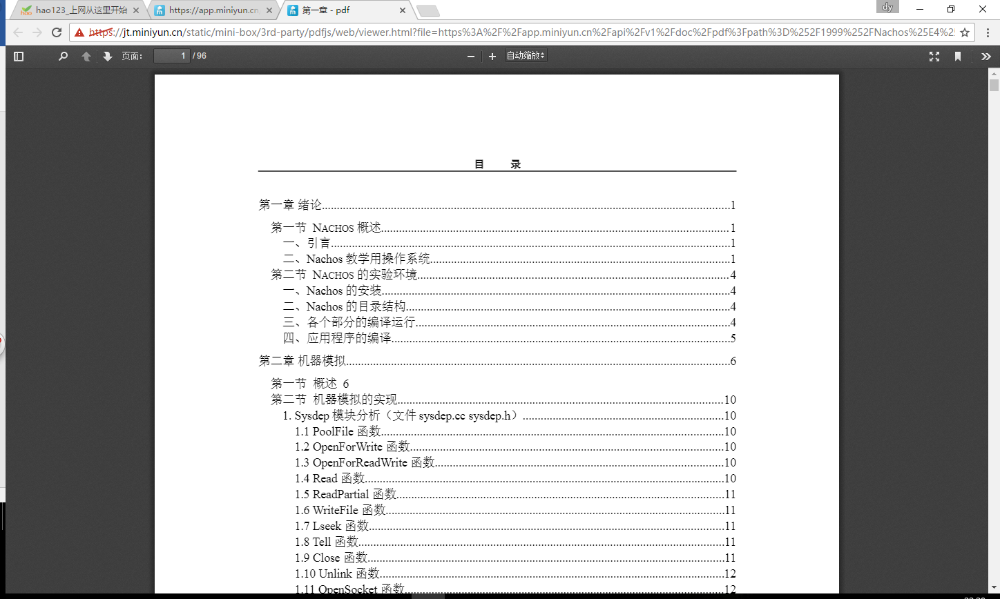 hao123_上网从这里开始
https://app.miniyun.cn
第一章 - pdf
dy
https://jt.miniyun.cn/static/mini-box/3rd-party/pdfjs/web/viewer.html?file=https%3A%2F%2Fapp.miniyun.cn%2Fapi%2Fv1%2Fdoc%2Fpdf%3Fpath%3D%252F1999%252FNachos%25E4%2
页面: 1 / 96 自动缩放
目 录
第一章 绪论 1
第一节 NACHOS 概述 1
一、引言 1
二、Nachos 教学用操作系统 1
第二节 NACHOS 的实验环境 4
一、Nachos 的安装 4
二、Nachos 的目录结构 4
三、各个部分的编译运行 4
四、应用程序的编译 5
第二章 机器模拟 6
第一节 概述 6
第二节 机器模拟的实现 10
1. Sysdep 模块分析（文件 sysdep.cc sysdep.h） 10
1.1 PoolFile 函数 10
1.2 OpenForWrite 函数 10
1.3 OpenForReadWrite 函数 10
1.4 Read 函数 10
1.5 ReadPartial 函数 11
1.6 WriteFile 函数 11
1.7 Lseek 函数 11
1.8 Tell 函数 11
1.9 Close 函数 11
1.10 Unlink 函数 12
1.11 OpenSocket 函数 12